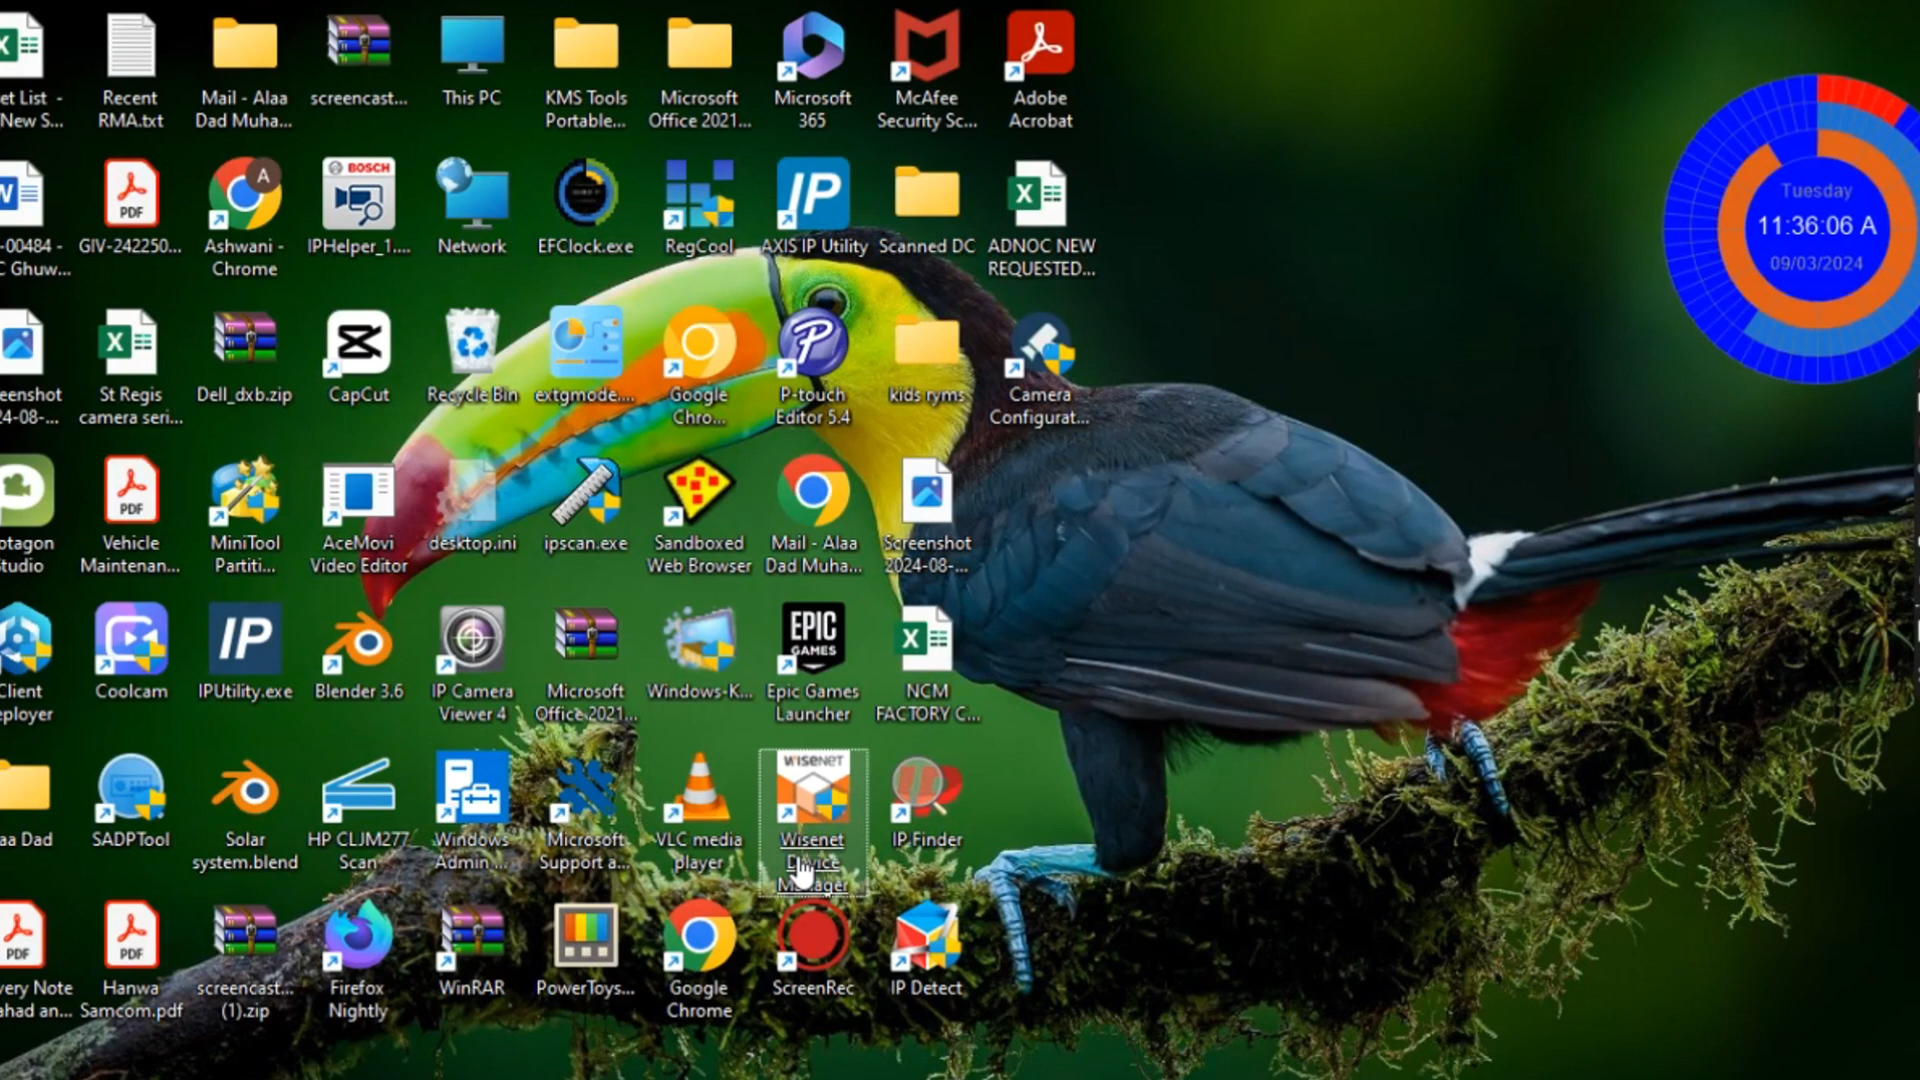 et List -
New S...
Recent
RMA.txt
Mail - Alaa
Dad Muha...
screencast...
This PC
KMS Tools
Portable...
Microsoft
Office 2021...
Microsoft
365
McAfee
Security Sc...
Adobe
Acrobat
-00484 -
C Ghuw...
PDF
GIV-242250...
A
Ashwani -
Chrome
BOSCH
IPHelper_1....
Network
EFClock.exe
RegCool
IP
AXIS IP Utility
Scanned DC
ADNOC NEW
REQUESTED...
Tuesday
11:36:06 A
09/03/2024
eenshot
24-08-...
St Regis
camera seri...
Dell_dxb.zip
CapCut
Recycle Bin
extgmode....
Google
Chro...
P-touch
Editor 5.4
kids ryms
Camera
Configurat...
otagon
Studio
PDF
Vehicle
Maintenan...
MiniTool
Partiti...
AceMovi
Video Editor
desktop.ini
ipscan.exe
Sandboxed
Web Browser
Mail - Alaa
Dad Muha...
Screenshot
2024-08-...
Client
eployer
Coolcam
IP
IPUtility.exe
Blender 3.6
IP Camera
Viewer 4
Microsoft
Office 2021...
Windows-K...
EPIC
GAMES
Epic Games
Launcher
NCM
FACTORY C...
aa Dad
SADPTool
Solar
system.blend
HP CLJM277
Scan
Windows
Admin ...
Microsoft
Support a...
VLC media
player
WISENET
Wisenet
Device
Manager
IP Finder
PDF
very Note
ahad an...
PDF
Hanwa
Samcom.pdf
screencast...
(1).zip
Firefox
Nightly
WinRAR
PowerToys...
Google
Chrome
ScreenRec
IP Detect